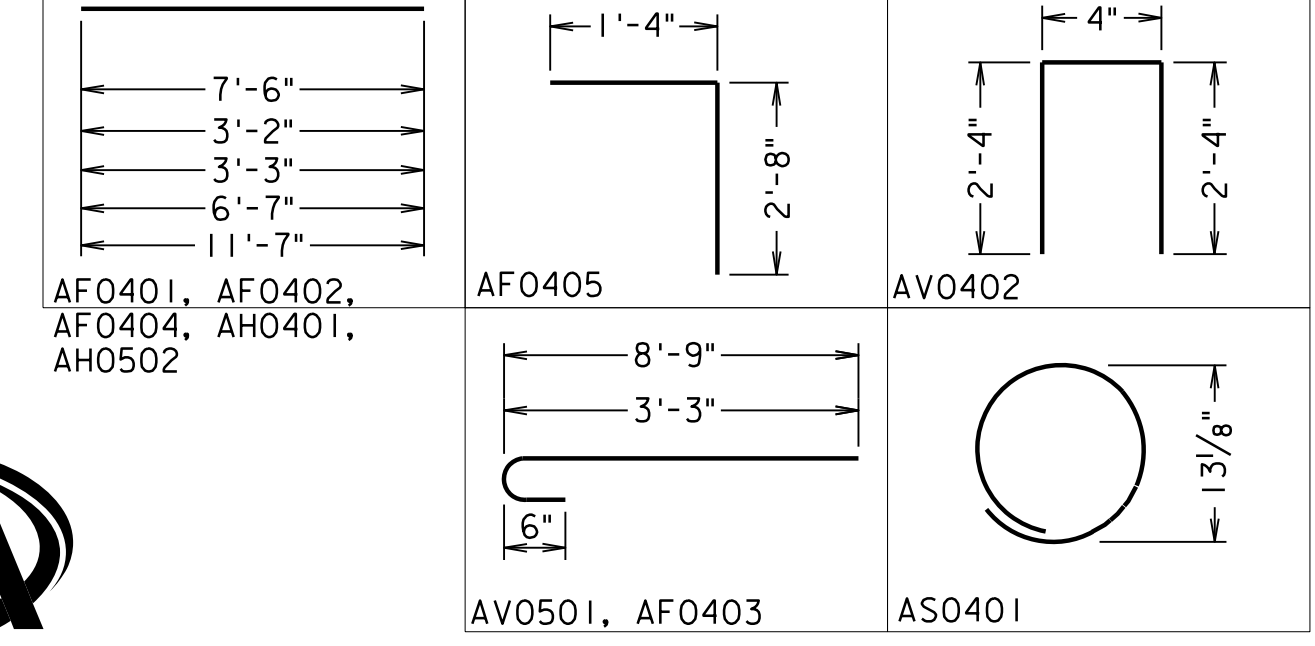 7'-6"
3'-2"
3'-3"
6'-7"
11'-7"
AF0401, AF0402,
AF0404, AH0401,
AH0502
1'-4"
2'-8"
AF0405
4"
2'-4"
2'-4"
AV0402
8'-9"
3'-3"
6"
AV0501, AF0403
13 1/8"
AS0401